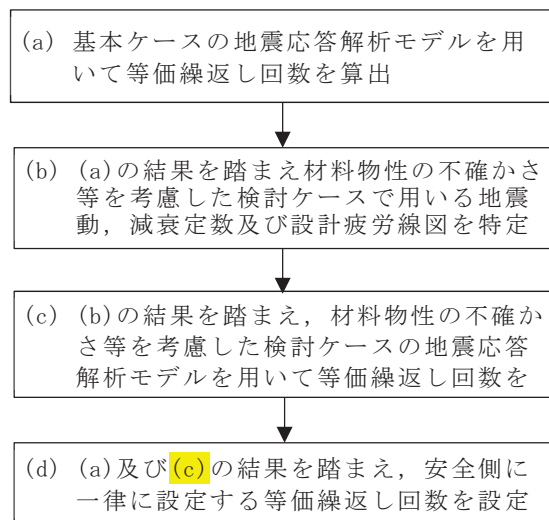 (a) 基本ケースの地震応答解析モデルを用
いて等価繰返し回数を算出
(b) (a)の結果を踏まえ材料物性の不確かさ
等を考慮した検討ケースで用いる地震
動，減衰定数及び設計疲労線図を特定
(c) (b)の結果を踏まえ，材料物性の不確か
さ等を考慮した検討ケースの地震応答
解析モデルを用いて等価繰返し回数を
(d) (a)及び(c)の結果を踏まえ，安全側に
一律に設定する等価繰返し回数を設定